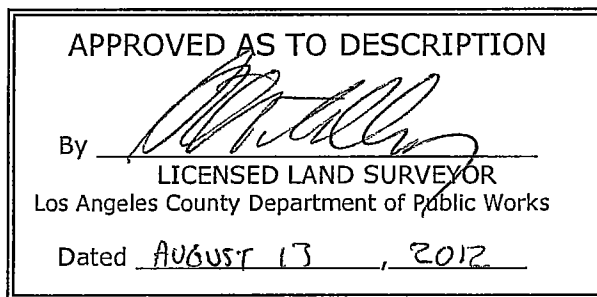 APPROVED AS TO DESCRIPTION
By
LICENSED LAND SURVEYOR
Los Angeles County Department of Public Works
Dated AUGUST 13, 2012